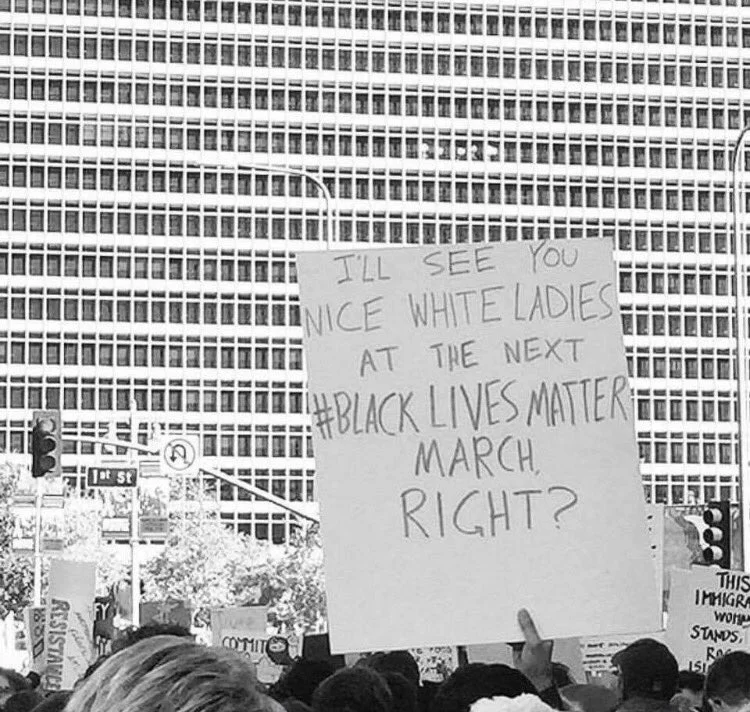 I'LL SEE YOU
NICE WHITE LADIES
AT THE NEXT
#BLACK LIVES MATTER
MARCH,
RIGHT?
1st St
RESISTANCE
COMMIT
THIS
IMMIGRA
WOMA
STANDS,